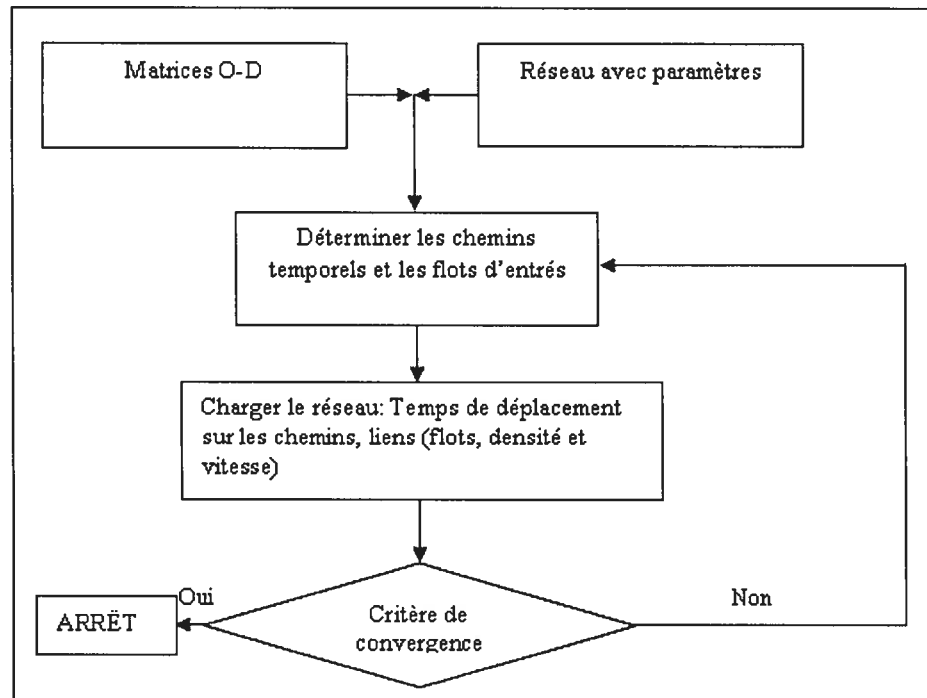 Matrices O-D
Réseau avec paramètres
Déterminer les chemins
temporels et les flots d'entrés
Charger le réseau: Temps de déplacement
sur les chemins, liens (flots, densité et
vitesse)
Oui
Non
ARRËT
Critère de
convergence